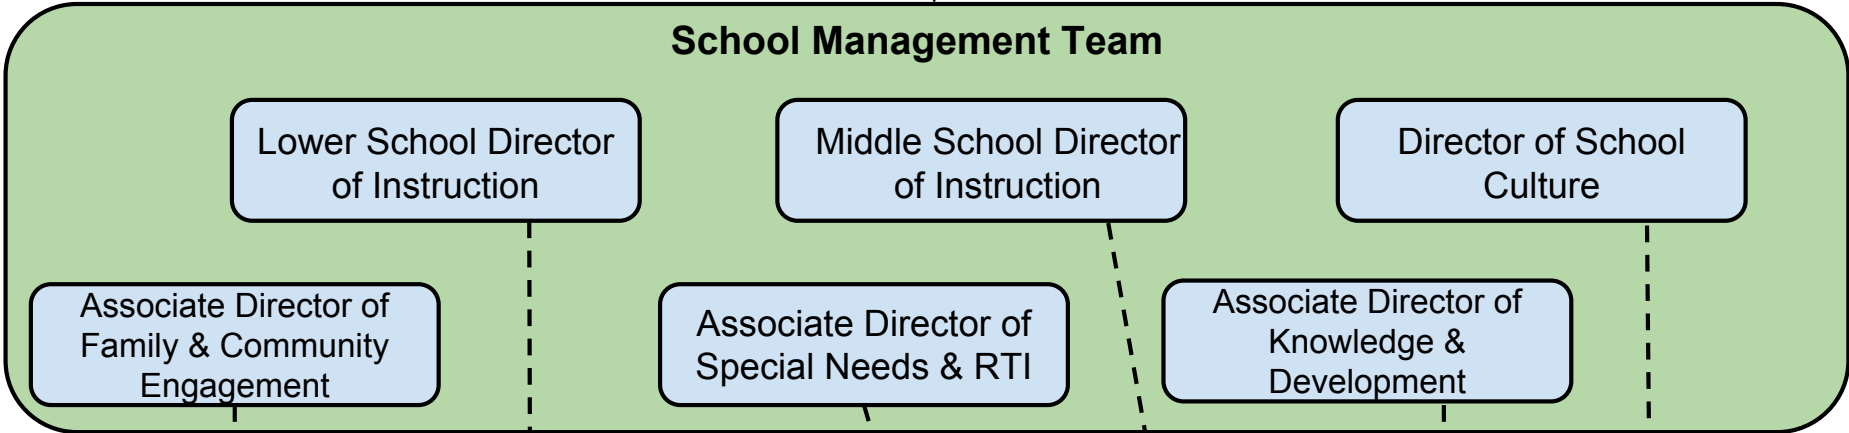 School Management Team
Lower School Director
of Instruction
Middle School Director
of Instruction
Director of School
Culture
Associate Director of
Family & Community
Engagement
Associate Director of
Special Needs & RTI
Associate Director of
Knowledge &
Development